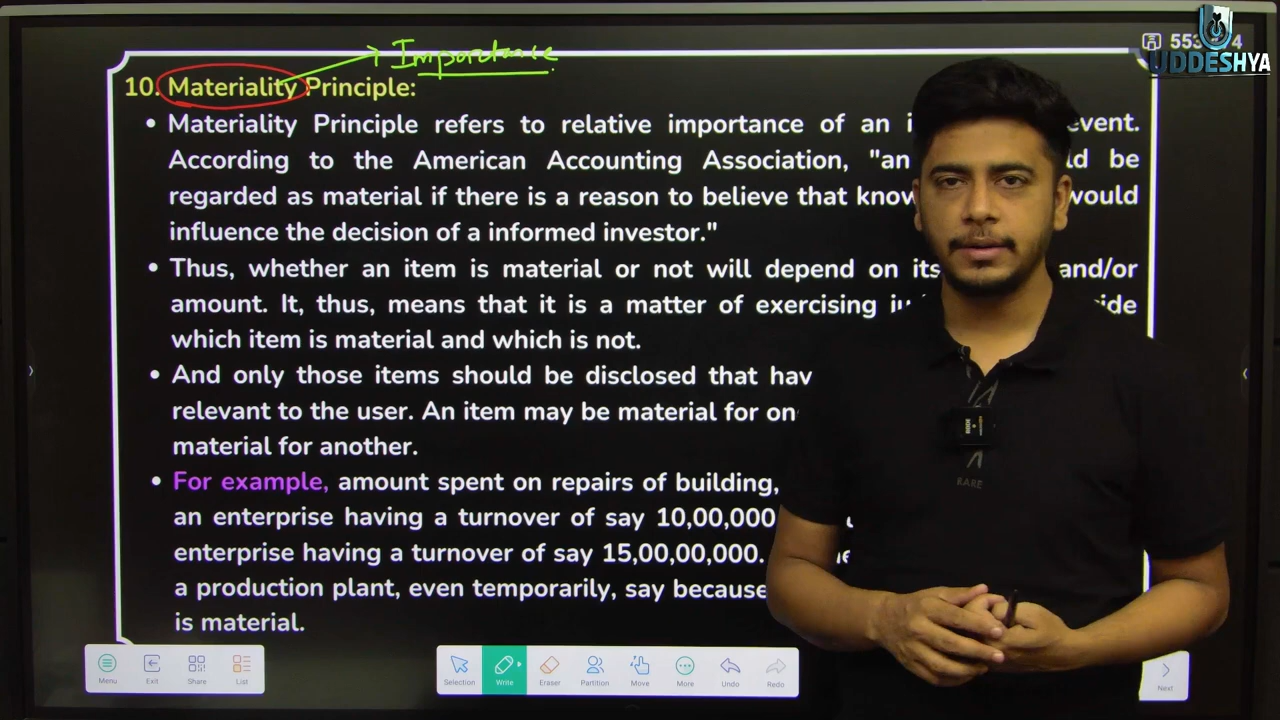 Importance
553 4
UDDESHYA
10. Materiality Principle:
• Materiality Principle refers to relative importance of an event.
According to the American Accounting Association, "an be
regarded as material if there is a reason to believe that would
influence the decision of a informed investor."
• Thus, whether an item is material or not will depend on its and/or
amount. It, thus, means that it is a matter of exercising
which item is material and which is not.
• And only those items should be disclosed that
relevant to the user. An item may be material for
material for another.
• For example, amount spent on repairs of building,
an enterprise having a turnover of say 10,00,000
enterprise having a turnover of say 15,00,00,000.
a production plant, even temporarily, say because
is material.
RARE
Menu Exit Share List Selection Write Eraser Partition Move More Undo Redo Next